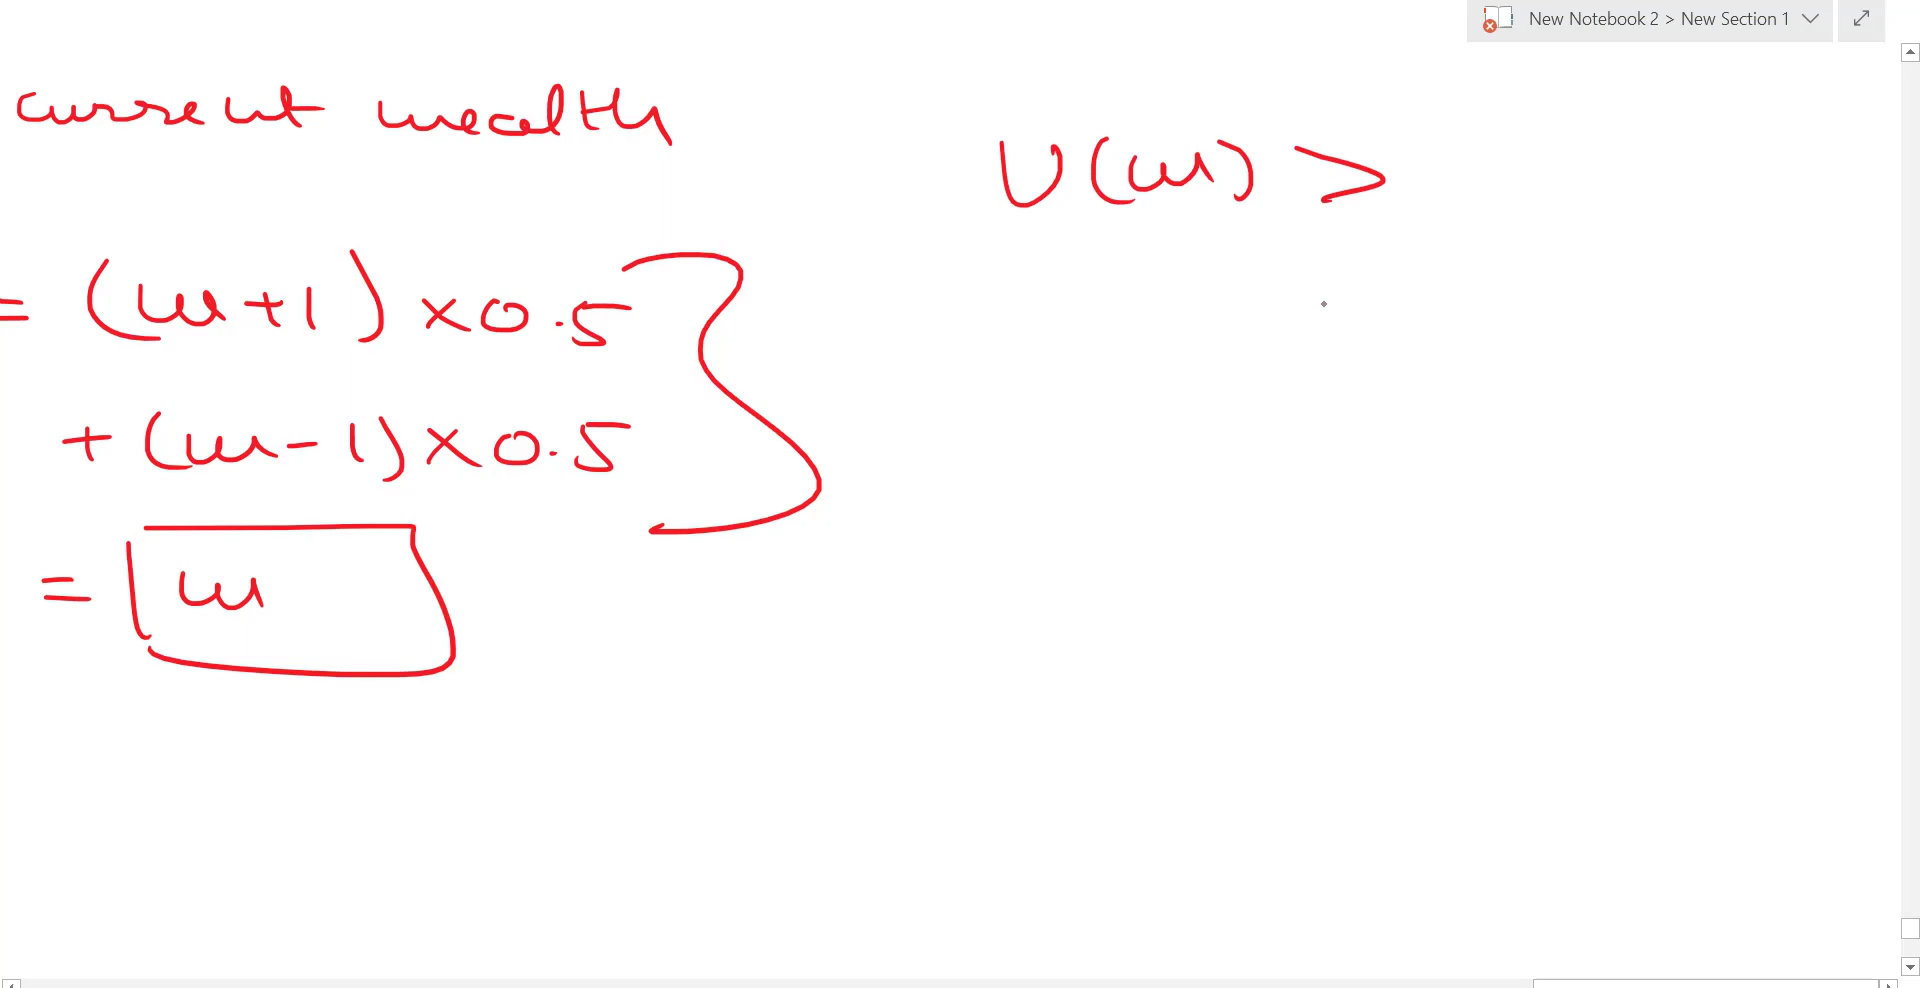 New Notebook 2 > New Section 1
current wealth
U(w) >
= (w+1) × 0.5
+ (w-1) × 0.5
= w